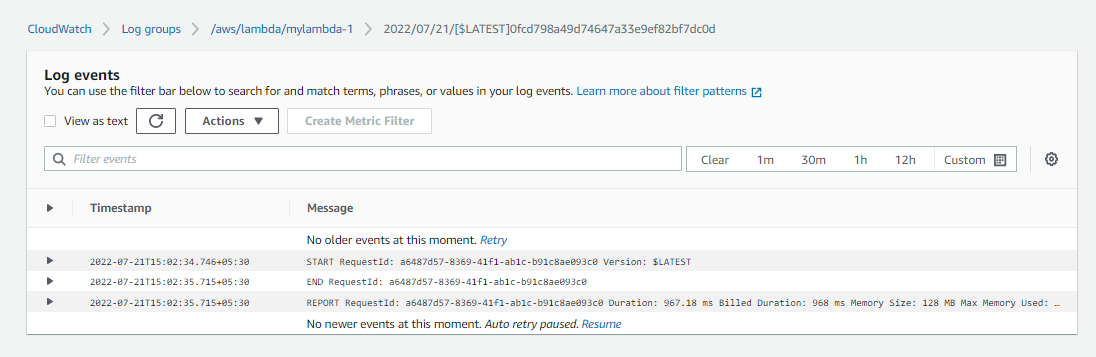 CloudWatch > Log groups > /aws/lambda/mylambda-1 > 2022/07/21/[$LATEST]0fcd798a49d74647a33e9ef82bf7dc0d
Log events
You can use the filter bar below to search for and match terms, phrases, or values in your log events. Learn more about filter patterns
View as text Actions Create Metric Filter
Filter events Clear 1m 30m 1h 12h Custom
Timestamp Message
No older events at this moment. Retry
2022-07-21T15:02:34.746+05:30 START RequestId: a6487d57-8369-41f1-ab1c-b91c8ae093c0 Version: $LATEST
2022-07-21T15:02:35.715+05:30 END RequestId: a6487d57-8369-41f1-ab1c-b91c8ae093c0
2022-07-21T15:02:35.715+05:30 REPORT RequestId: a6487d57-8369-41f1-ab1c-b91c8ae093c0 Duration: 967.18 ms Billed Duration: 968 ms Memory Size: 128 MB Max Memory Used: …
No newer events at this moment. Auto retry paused. Resume